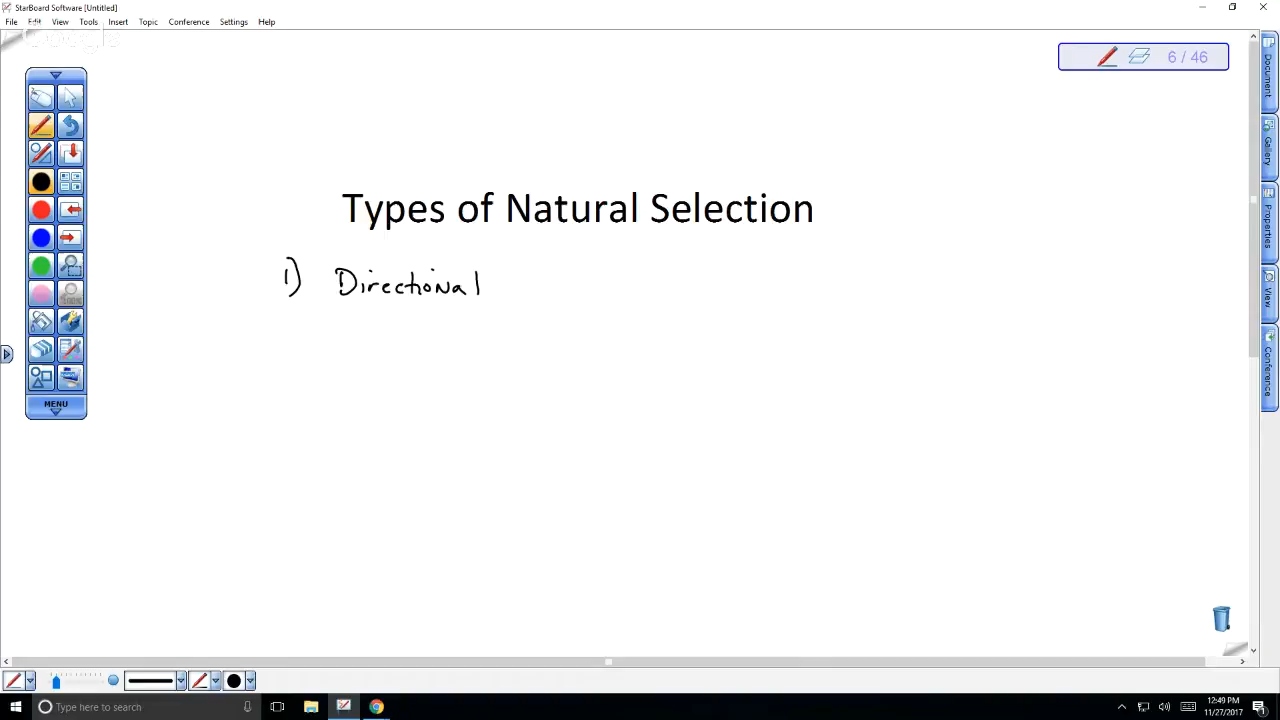 StarBoard Software [Untitled]
File Edit View Tools Insert Topic Conference Settings Help
6 / 46
Document
Gallery
Properties
View
Conference
Types of Natural Selection
1) Directional
MENU
Type here to search
12:49 PM
11/27/2017
1